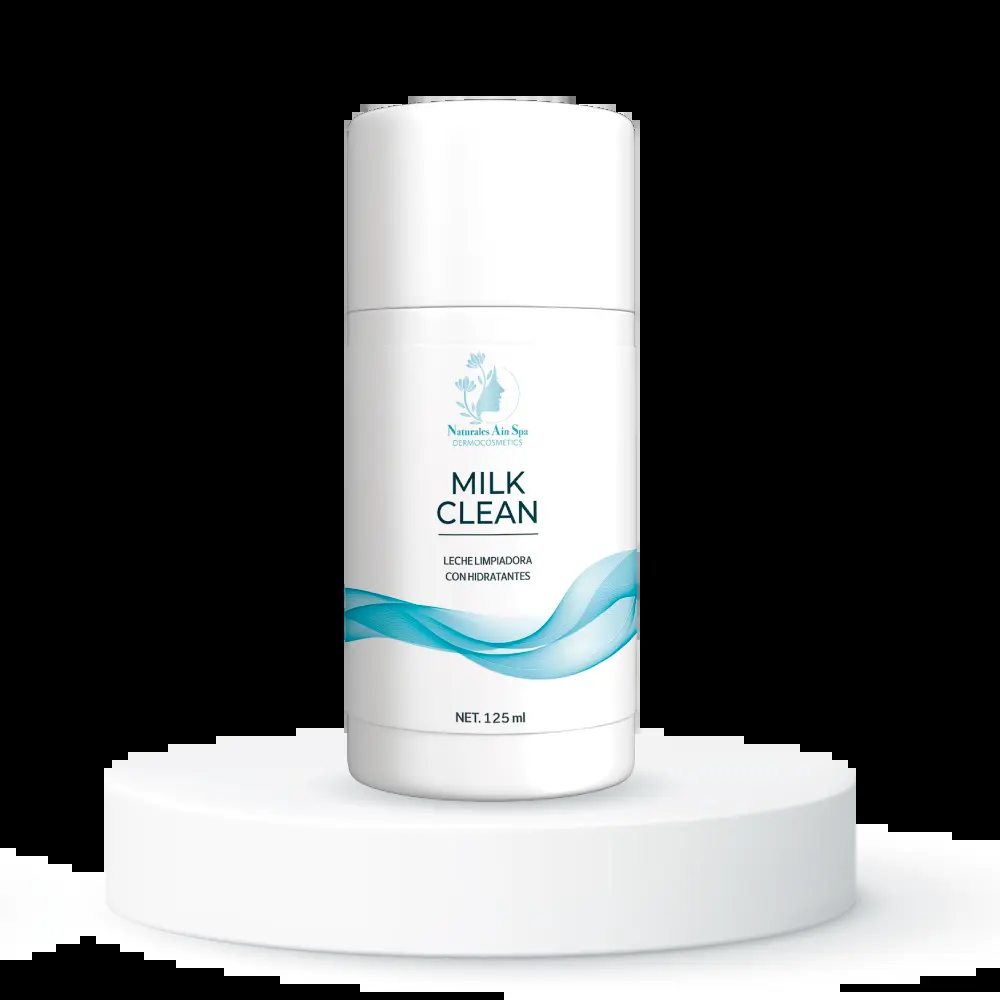 Naturales Ain Spa
DERMOCOSMETICS
MILK
CLEAN
LECHE LIMPIADORA
CON HIDRATANTES
NET. 125 ml